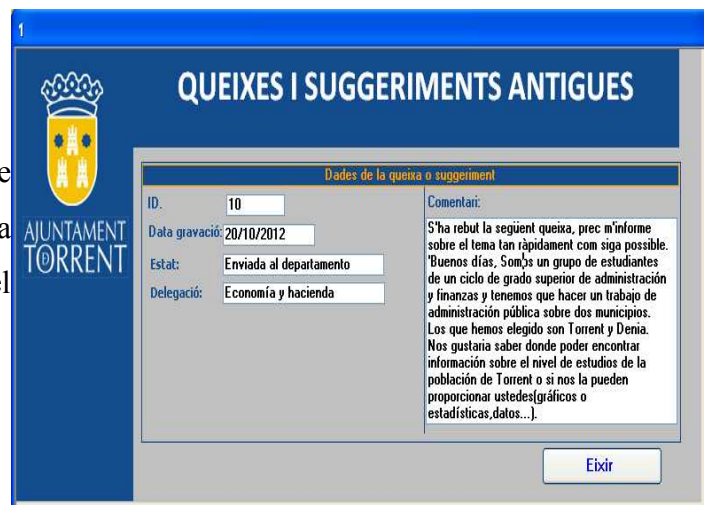 1
QUEIXES I SUGGERIMENTS ANTIGUES
AJUNTAMENT
DE TORRENT
e
a
el
Dades de la queixa o suggeriment
ID. 10
Data gravació: 20/10/2012
Estat: Enviada al departamento
Delegació: Economía y hacienda
Comentari:
S'ha rebut la següent queixa, prec m'informe
sobre el tema tan ràpidament com siga possible.
'Buenos días, Somos un grupo de estudiantes
de un ciclo de grado superior de administración
y finanzas y tenemos que hacer un trabajo de
administración pública sobre dos municipios.
Los que hemos elegido son Torrent y Denia.
Nos gustaria saber donde poder encontrar
información sobre el nivel de estudios de la
población de Torrent o si nos la pueden
proporcionar ustedes(gráficos o
estadísticas,datos...).
Eixir